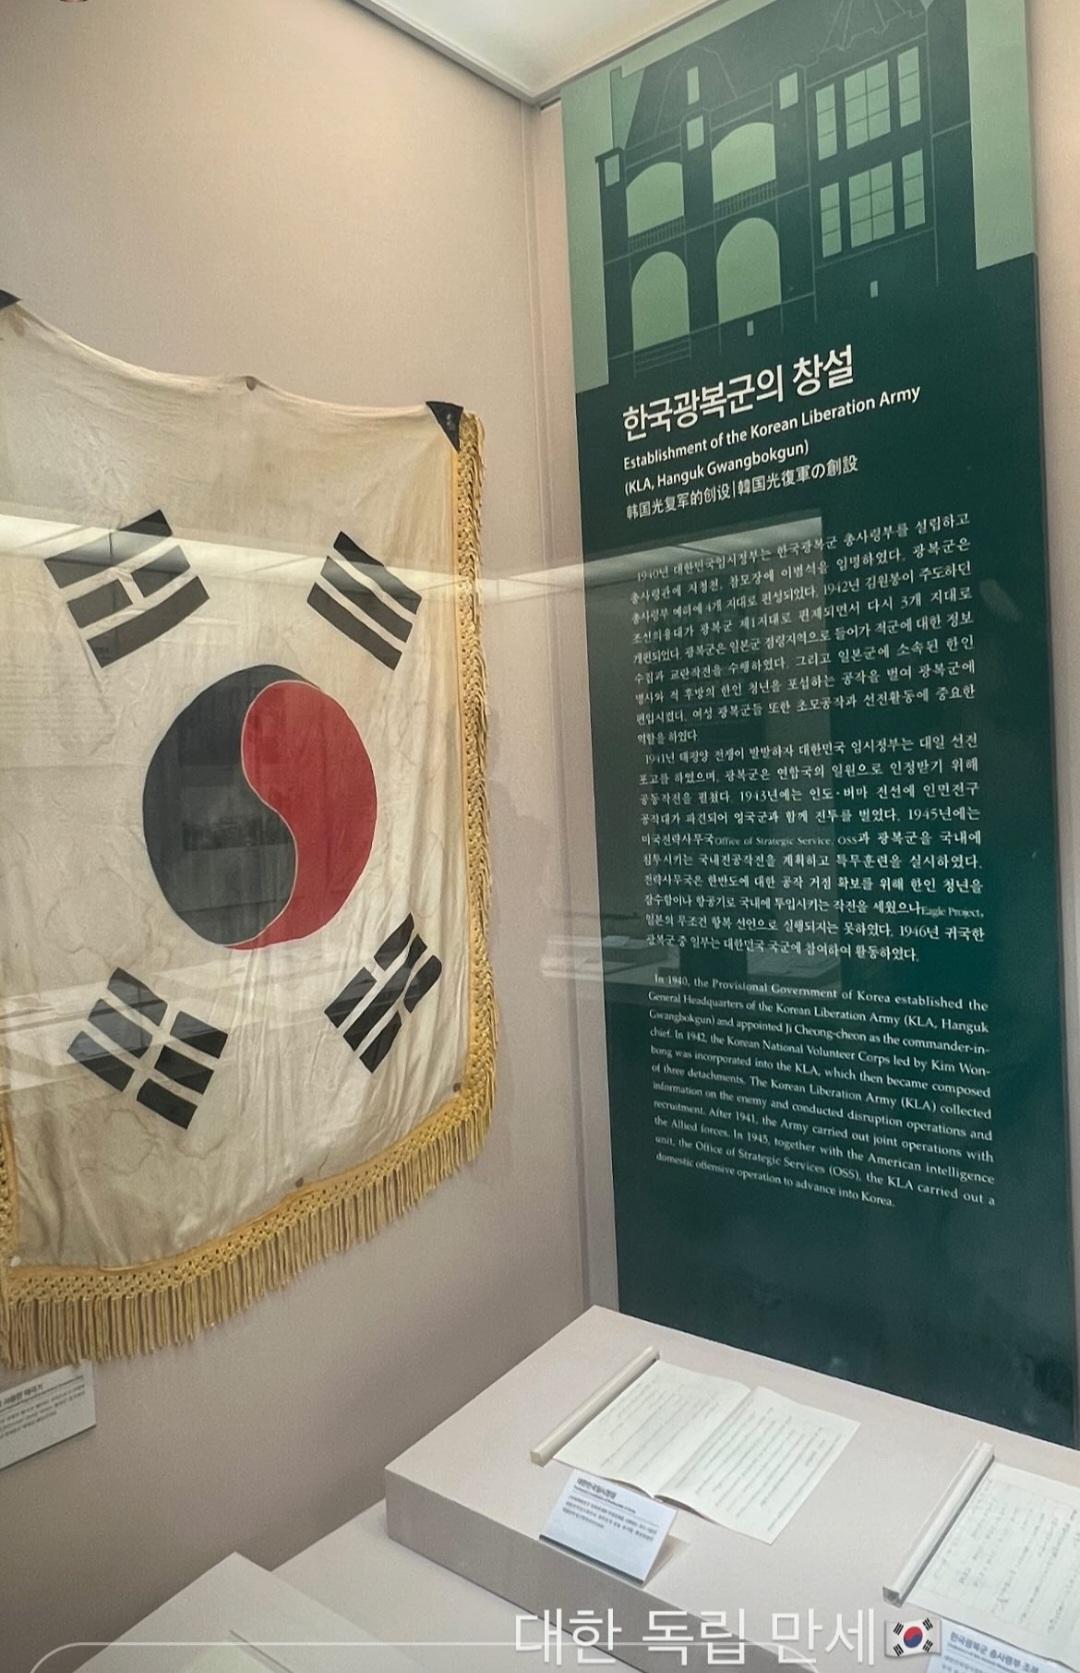 한국광복군의 창설
Establishment of the Korean Liberation Army
(KLA, Hanguk Gwangbokgun)
韩国光复军的创设 | 韓国光復軍の創設
1940년 대한민국임시정부는 한국광복군 총사령부를 설립하고
총사령관에 지청천, 참모장에 이범석을 임명하였다. 광복군은
총사령부 예하에 4개 지대로 편성되었다. 1942년 김원봉이 주도하던
조선의용대가 광복군 제1지대로 편제되면서 다시 3개 지대로
개편되었다. 광복군은 일본군 점령지역으로 들어가 적군에 대한 정보
수집과 교란작전을 수행하였다. 그리고 일본군에 소속된 한인
병사와 적 후방의 한인 청년을 포섭하는 공작을 벌여 광복군에
편입시켰다. 여성 광복군들 또한 초모공작과 선전활동에 중요한
역할을 하였다.
1941년 태평양 전쟁이 발발하자 대한민국 임시정부는 대일 선전
포고를 하였으며, 광복군은 연합국의 일원으로 인정받기 위해
공동작전을 펼쳤다. 1943년에는 인도·버마 전선에 인면전구
공작대가 파견되어 영국군과 함께 전투를 벌였다. 1945년에는
미국전략사무국Office of Strategic Service, OSS과 광복군을 국내에
침투시키는 국내진공작전을 계획하고 특무훈련을 실시하였다.
전략사무국은 한반도에 대한 공작 거점 확보를 위해 한인 청년을
잠수함이나 항공기로 국내에 투입시키는 작전을 세웠으나Eagle Project,
일본의 무조건 항복 선언으로 실행되지는 못하였다. 1946년 귀국한
광복군 중 일부는 대한민국 국군에 참여하여 활동하였다.
In 1940, the Provisional Government of Korea established the
General Headquarters of the Korean Liberation Army (KLA, Hanguk
Gwangbokgun) and appointed Ji Cheong-cheon as the commander-in-
chief. In 1942, the Korean National Volunteer Corps led by Kim Won-
bong was incorporated into the KLA, which then became composed
of three detachments. The Korean Liberation Army (KLA) collected
information on the enemy and conducted disruption operations and
recruitment. After 1941, the Army carried out joint operations with
the Allied forces. In 1945, together with the American intelligence
unit, the Office of Strategic Services (OSS), the KLA carried out a
domestic offensive operation to advance into Korea.
대한 독립 만세🇰🇷
한국광복군 총사령부